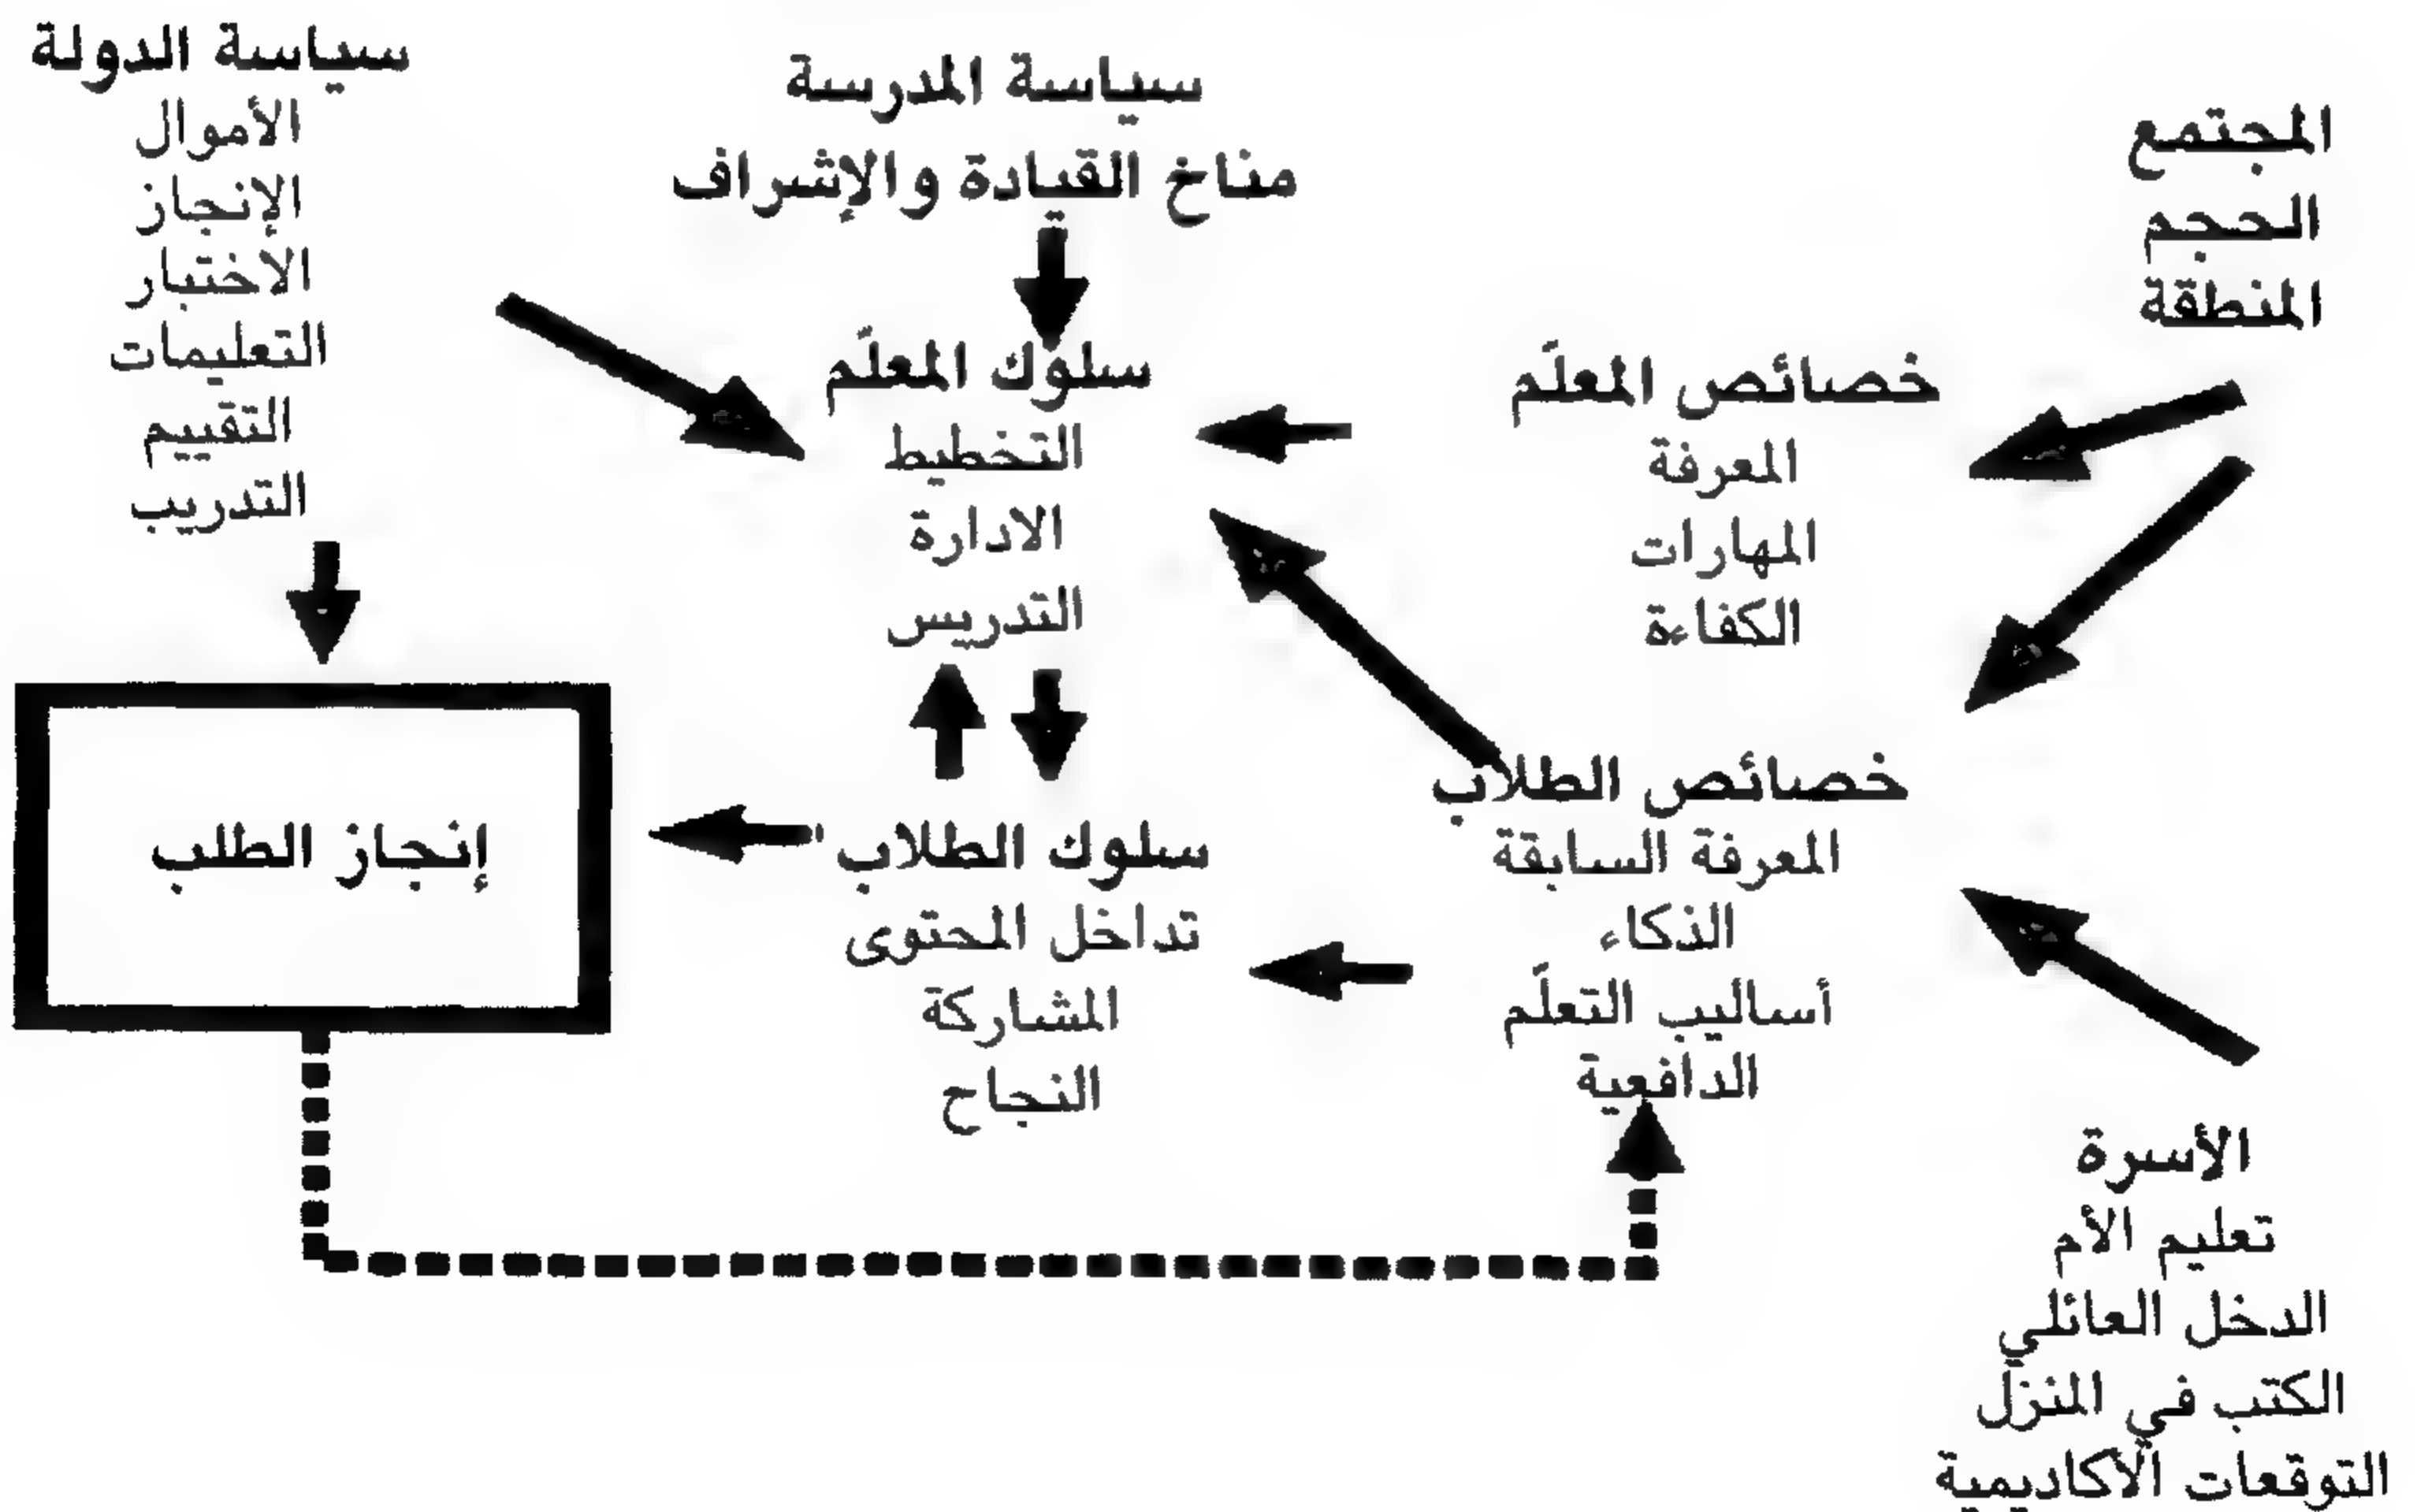 المجتمع
الحجم
المنطقة
سياسة المدرسة
مناخ القيادة والإشراف
سياسة الدولة
الأموال
الإنجاز
الاختبار
التعليمات
التقييم
التدريب
خصائص المعلّم
المعرفة
المهارات
الكفاءة
سلوك المعلّم
التخطيط
الادارة
التدريس
خصائص الطلاب
المعرفة السابقة
الذكاء
أساليب التعلّم
الدافعية
سلوك الطلاب
تداخل المحتوى
المشاركة
النجاح
إنجاز الطلب
الأسرة
تعليم الأم
الدخل العائلي
الكتب في المنزل
التوقعات الأكاديمية